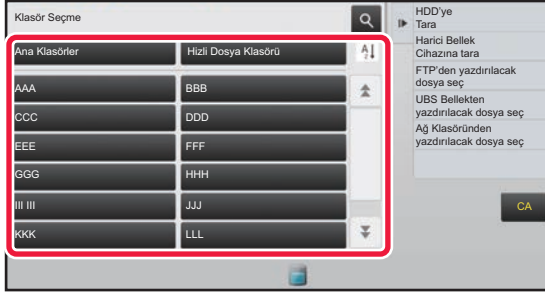 Klasör Seçme
Ana Klasörler
Hizli Dosya Klasörü
AAA
BBB
CCC
DDD
EEE
FFF
GGG
HHH
III III
JJJ
KKK
LLL
HDD'ye
Tara
Harici Bellek
Cihazına tara
FTP'den yazdırılacak
dosya seç
UBS Bellekten
yazdırılacak dosya seç
Ağ Klasöründen
yazdırılacak dosya seç
CA